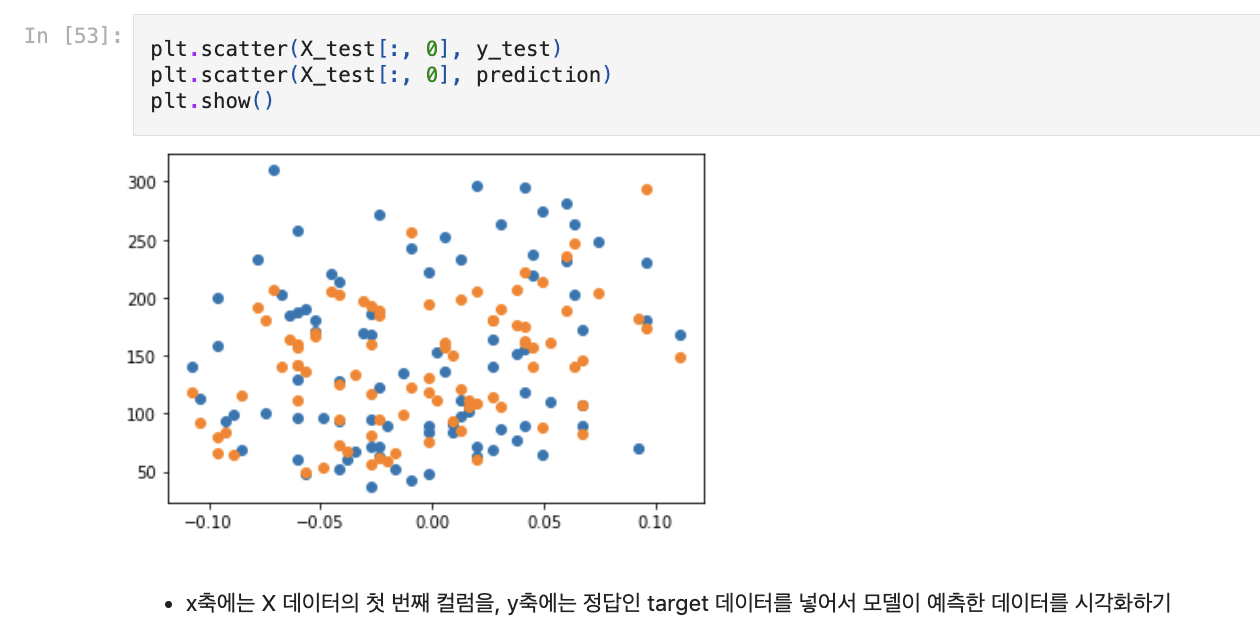 In [53]:
plt.scatter(X_test[:, 0], y_test)
plt.scatter(X_test[:, 0], prediction)
plt.show()
300
250
200
150
100
50
−0.10 −0.05 0.00 0.05 0.10
• x축에는 X 데이터의 첫 번째 컬럼을, y축에는 정답인 target 데이터를 넣어서 모델이 예측한 데이터를 시각화하기